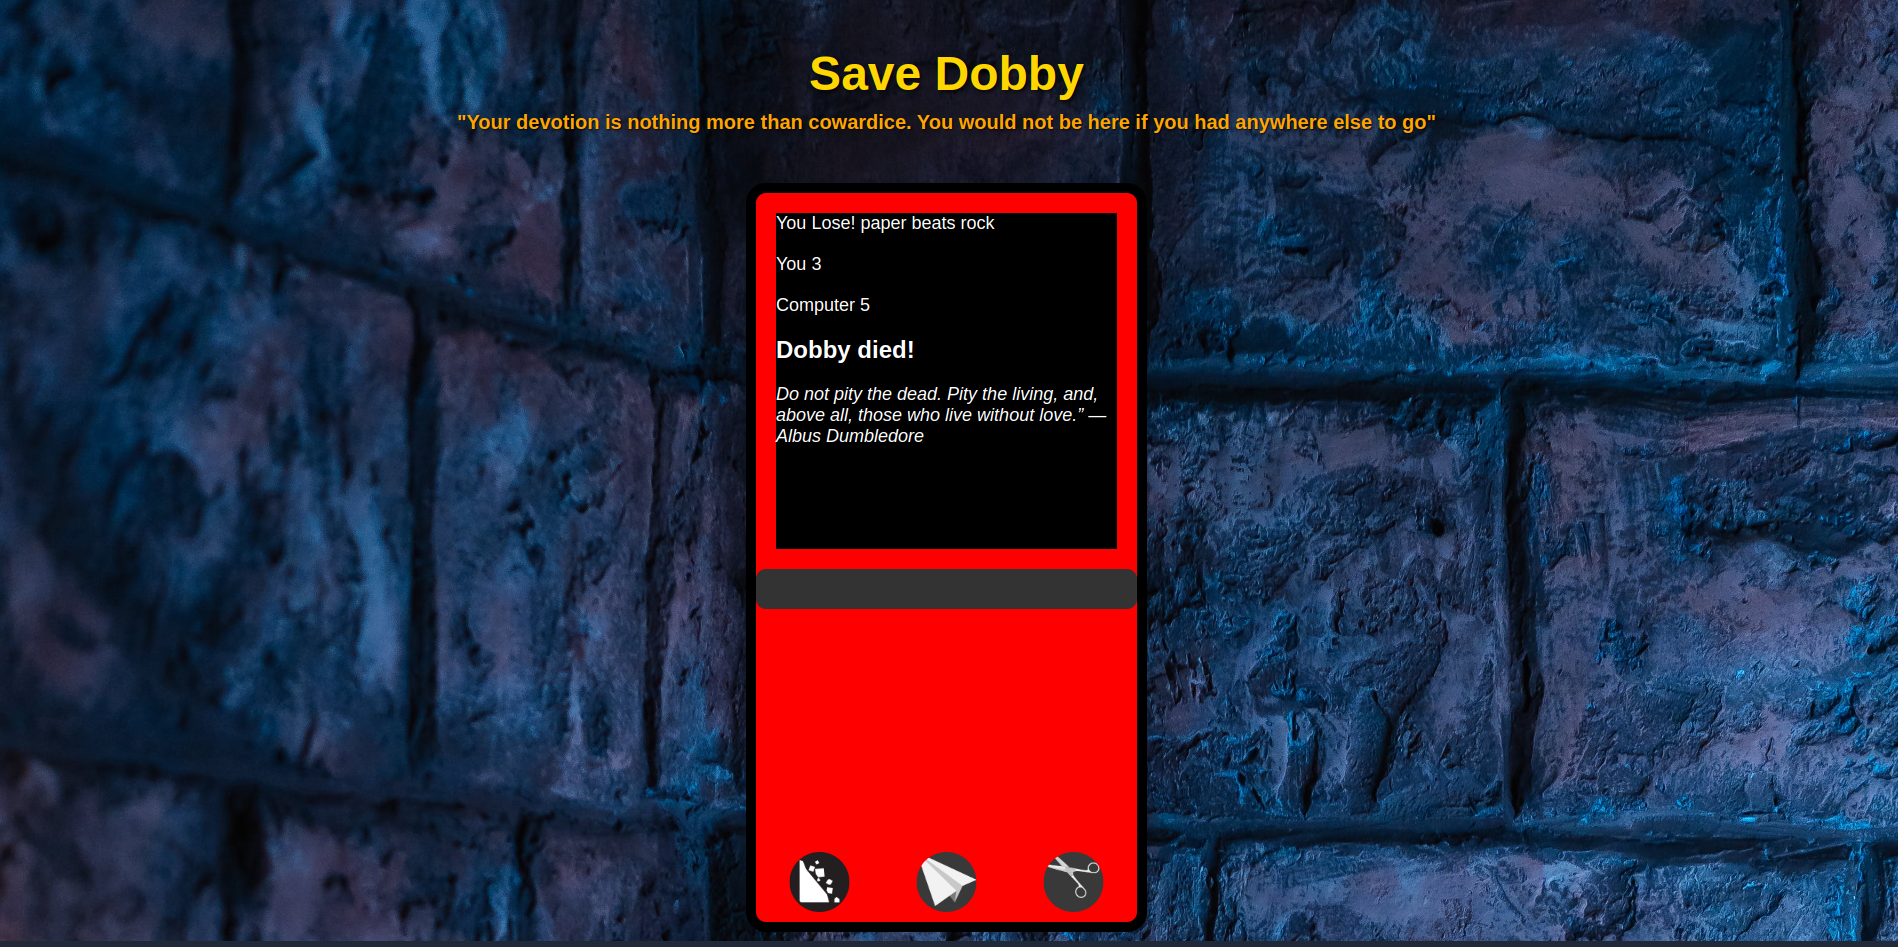 Save Dobby
"Your devotion is nothing more than cowardice. You would not be here if you had anywhere else to go"
You Lose! paper beats rock
You 3
Computer 5
Dobby died!
Do not pity the dead. Pity the living, and,
above all, those who live without love.” —
Albus Dumbledore